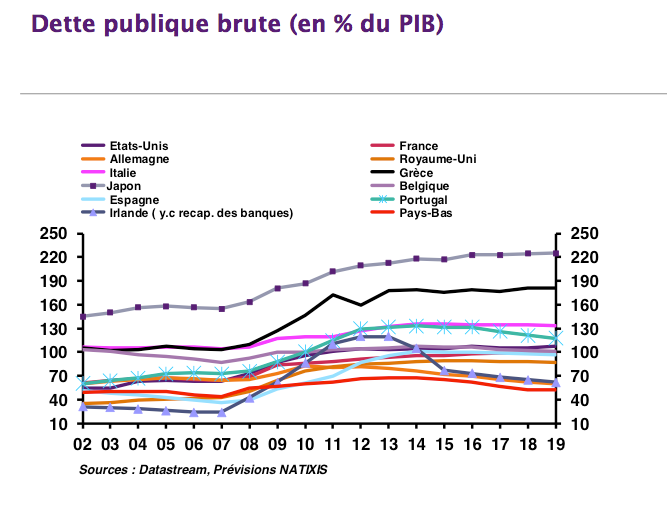 Dette publique brute (en % du PIB)
Etats-Unis France
Allemagne Royaume-Uni
Italie Grèce
Japon Belgique
Espagne Portugal
Irlande ( y.c recap. des banques) Pays-Bas
250 250
220 220
190 190
160 160
130 130
100 100
70 70
40 40
10 10
02 03 04 05 06 07 08 09 10 11 12 13 14 15 16 17 18 19
Sources : Datastream, Prévisions NATIXIS